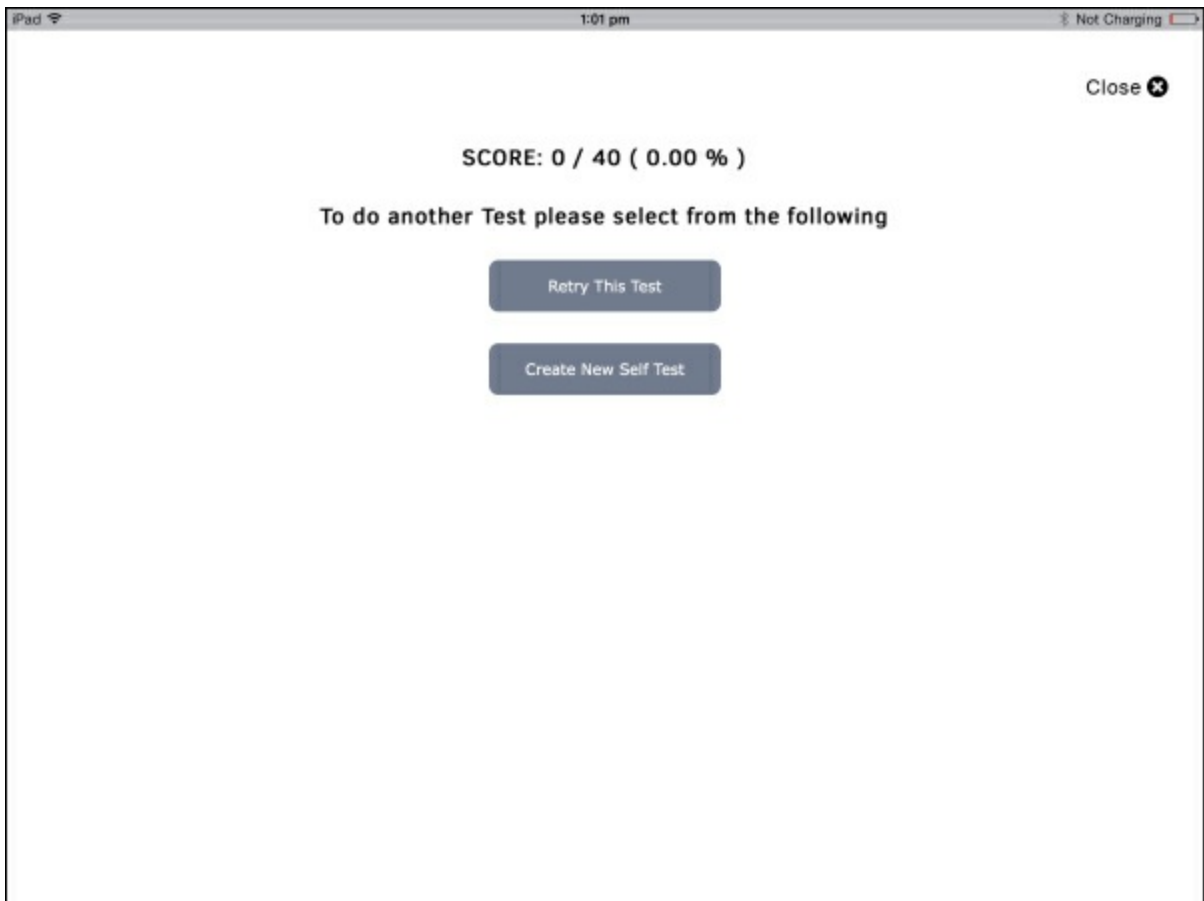 iPad 1:01 pm Not Charging
Close
SCORE: 0 / 40 ( 0.00 % )
To do another Test please select from the following
Retry This Test
Create New Self Test